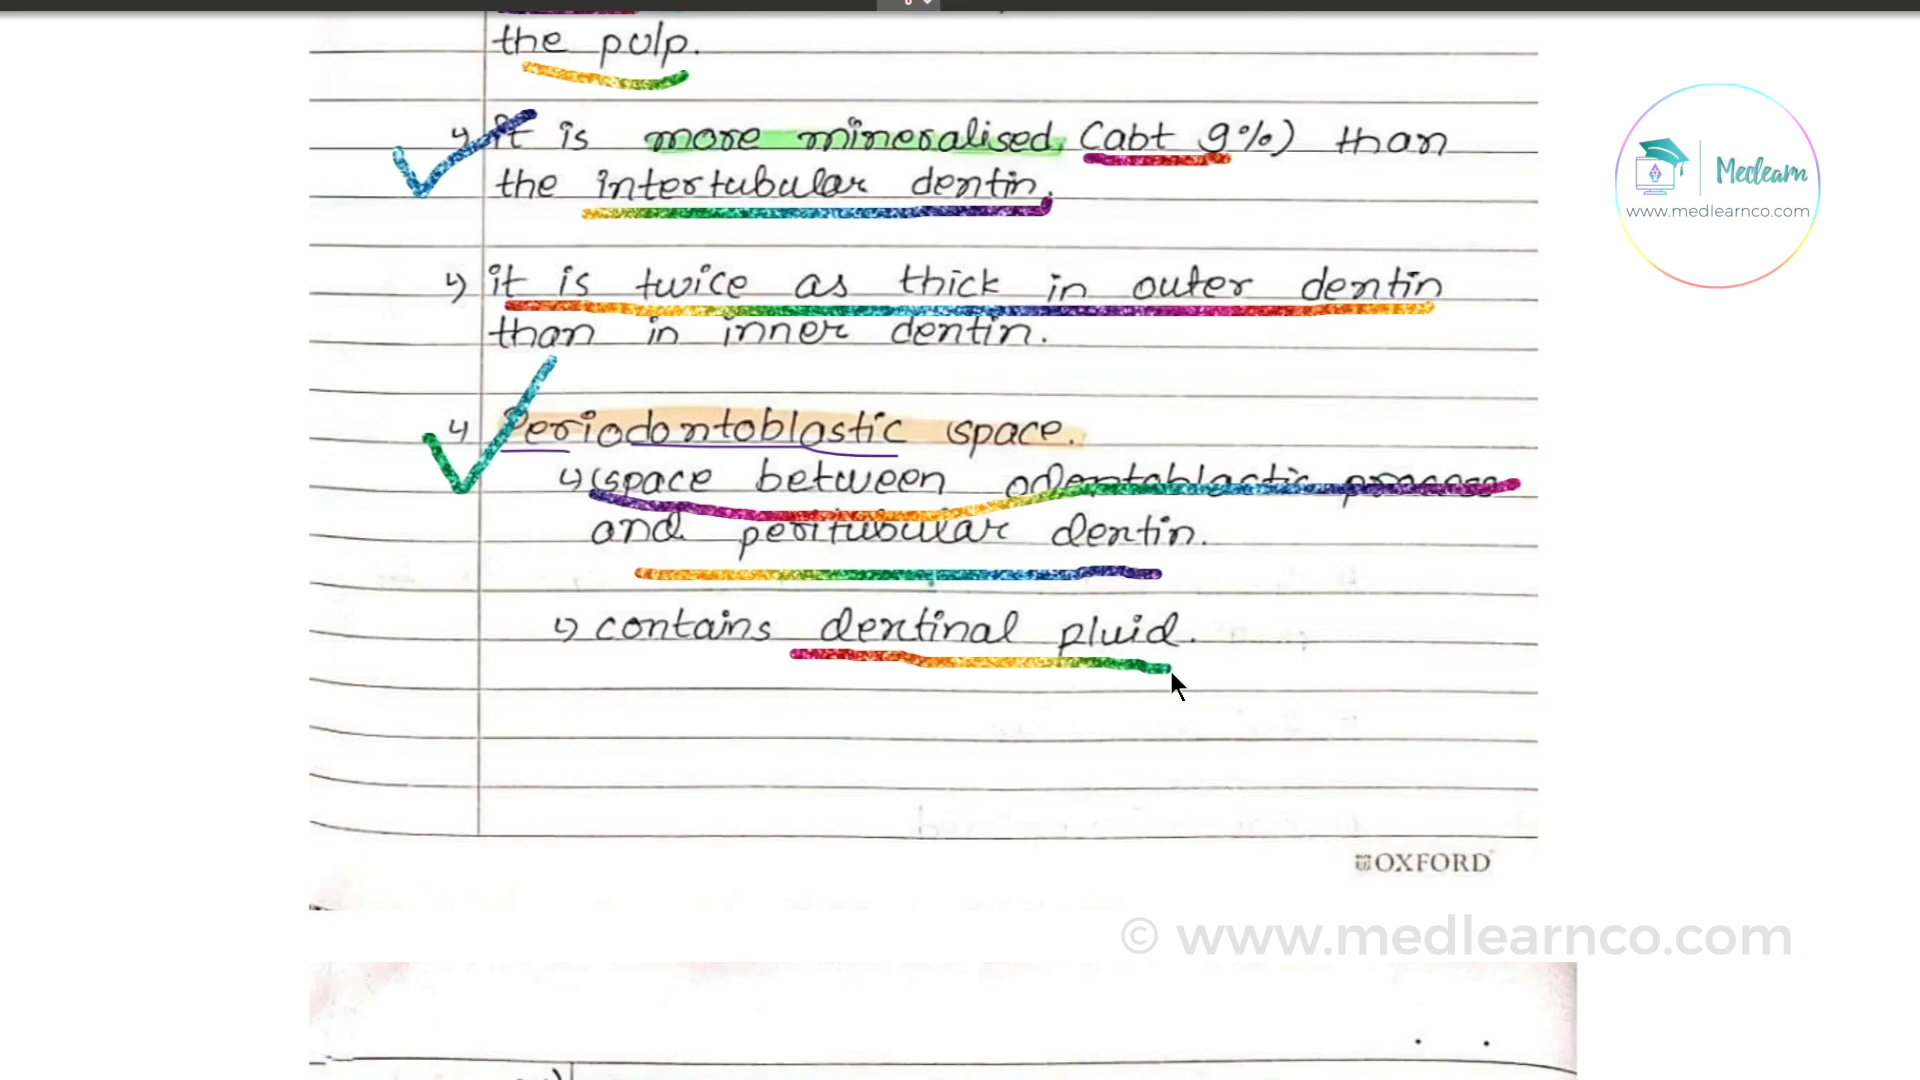 the pulp.
↳ it is more mineralised (abt 9%) than
the intertubular dentin.
↳ it is twice as thick in outer dentin
than in inner dentin.
↳ Periodontoblastic space.
↳ space between odontoblastic process
and peritubular dentin.
↳ contains dentinal fluid.
OXFORD
Medlearn
www.medlearnco.com
© www.medlearnco.com